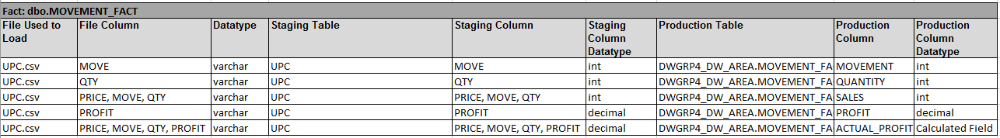 Fact: dbo.MOVEMENT_FACT
File Used to Load File Column Datatype Staging Table Staging Column Staging Column Datatype Production Table Production Column Production Column Datatype
UPC.csv MOVE varchar UPC MOVE int DWGRP4_DW_AREA.MOVEMENT_FA MOVEMENT int
UPC.csv QTY varchar UPC QTY int DWGRP4_DW_AREA.MOVEMENT_FA QUANTITY int
UPC.csv PRICE, MOVE, QTY varchar UPC PRICE, MOVE, QTY int DWGRP4_DW_AREA.MOVEMENT_FA SALES int
UPC.csv PROFIT varchar UPC PROFIT decimal DWGRP4_DW_AREA.MOVEMENT_FA PROFIT decimal
UPC.csv PRICE, MOVE, QTY, PROFIT varchar UPC PRICE, MOVE, QTY, PROFIT decimal DWGRP4_DW_AREA.MOVEMENT_FA ACTUAL_PROFIT Calculated Field